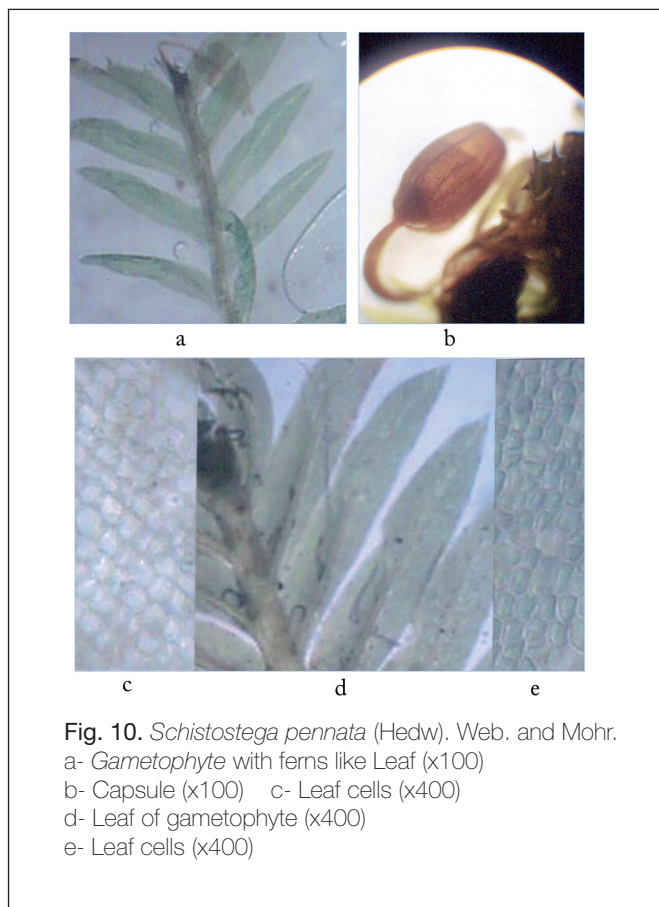 a
b
c
d
e
Fig. 10. Schistostega pennata (Hedw). Web. and Mohr.
a- Gametophyte with ferns like Leaf (x100)
b- Capsule (x100) c- Leaf cells (x400)
d- Leaf of gametophyte (x400)
e- Leaf cells (x400)